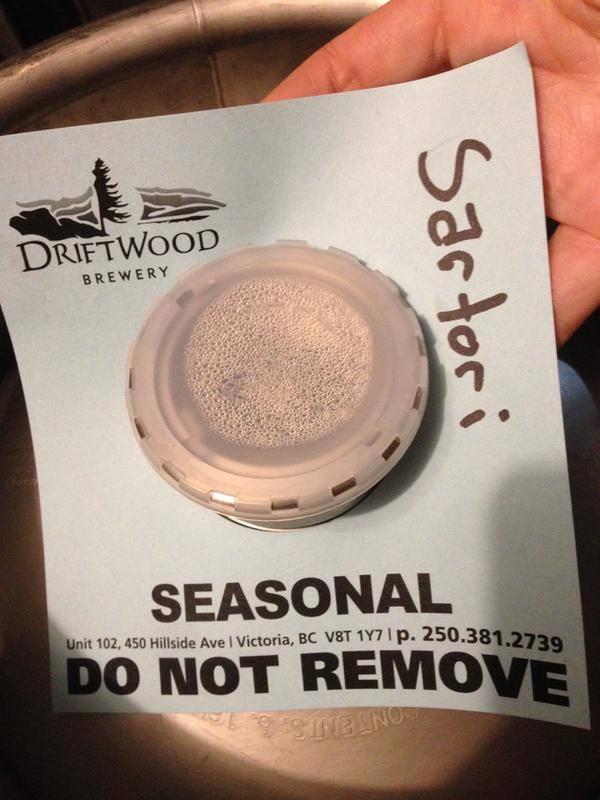 DRIFTWOOD
BREWERY
Sartori
SEASONAL
Unit 102, 450 Hillside Ave | Victoria, BC V8T 1Y7 | p. 250.381.2739
DO NOT REMOVE